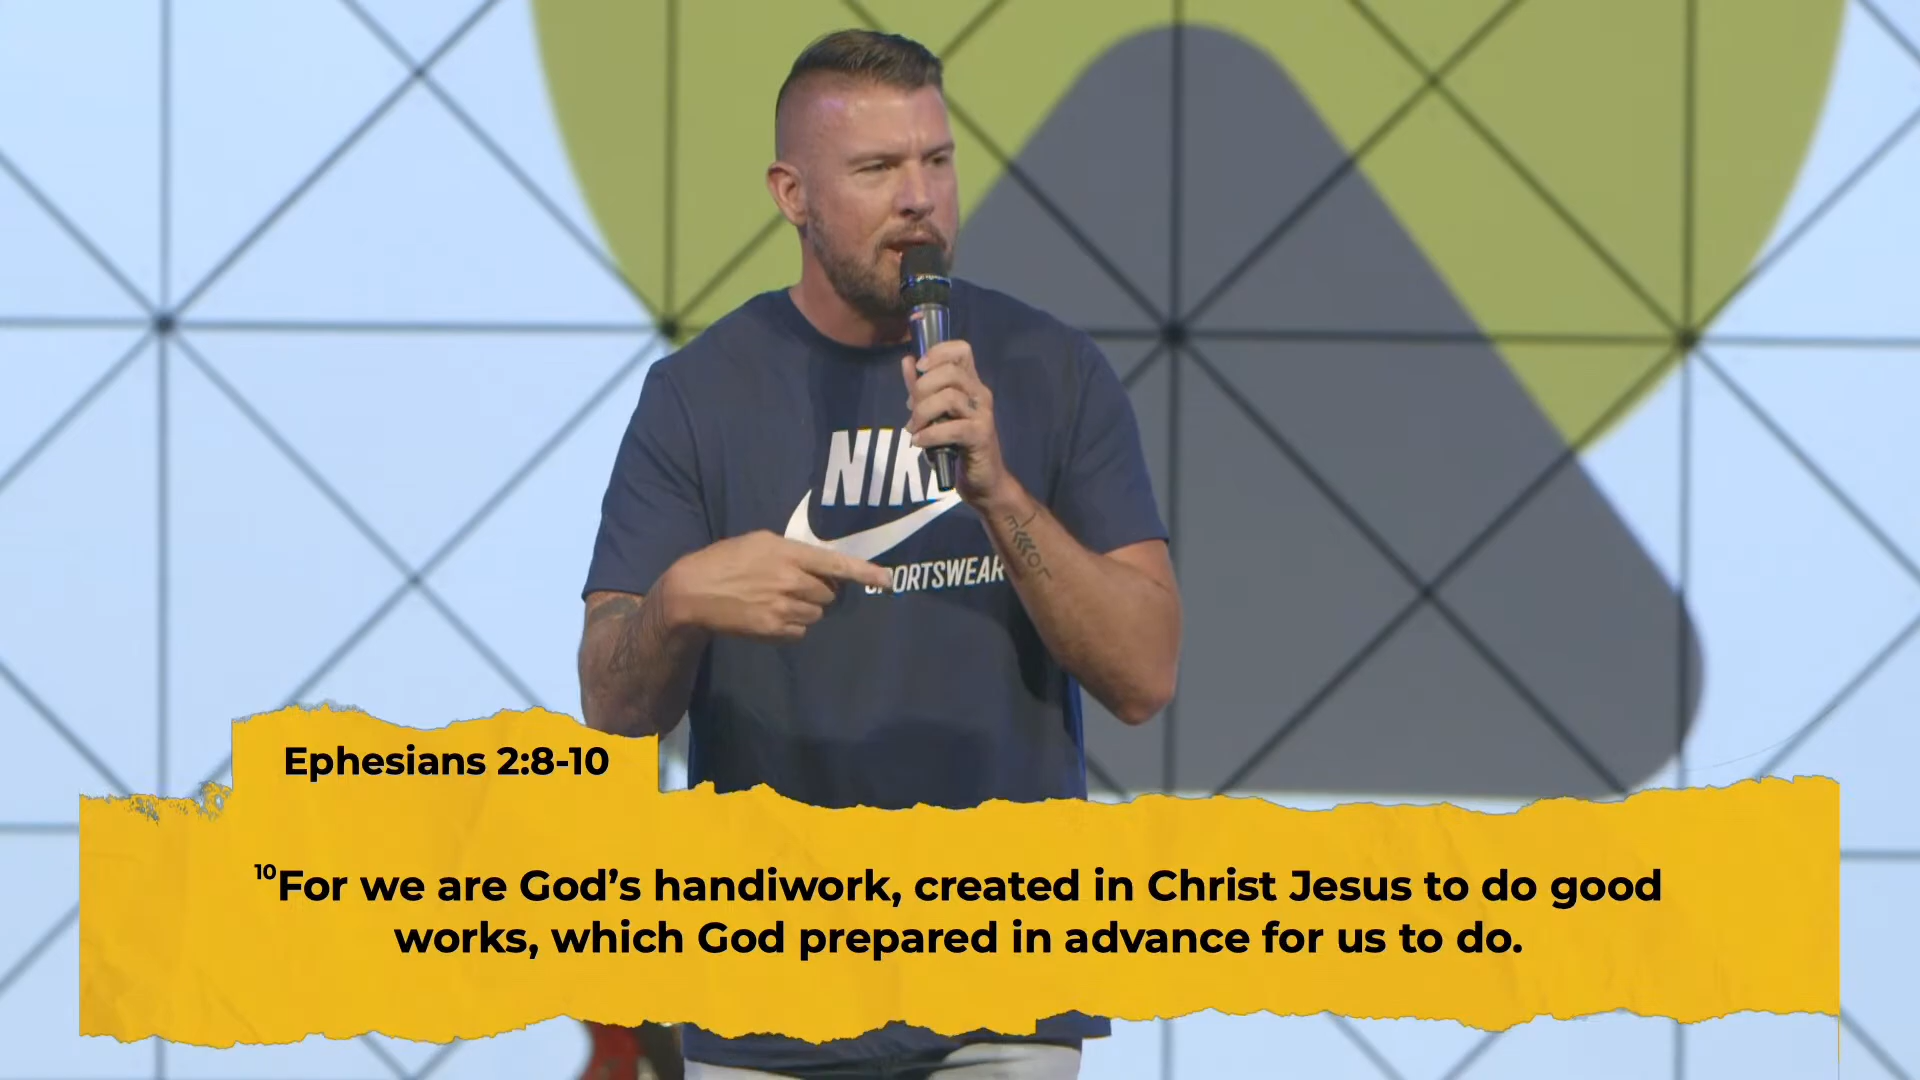 NIKE
SPORTSWEAR
Ephesians 2:8-10
¹⁰For we are God’s handiwork, created in Christ Jesus to do good
works, which God prepared in advance for us to do.